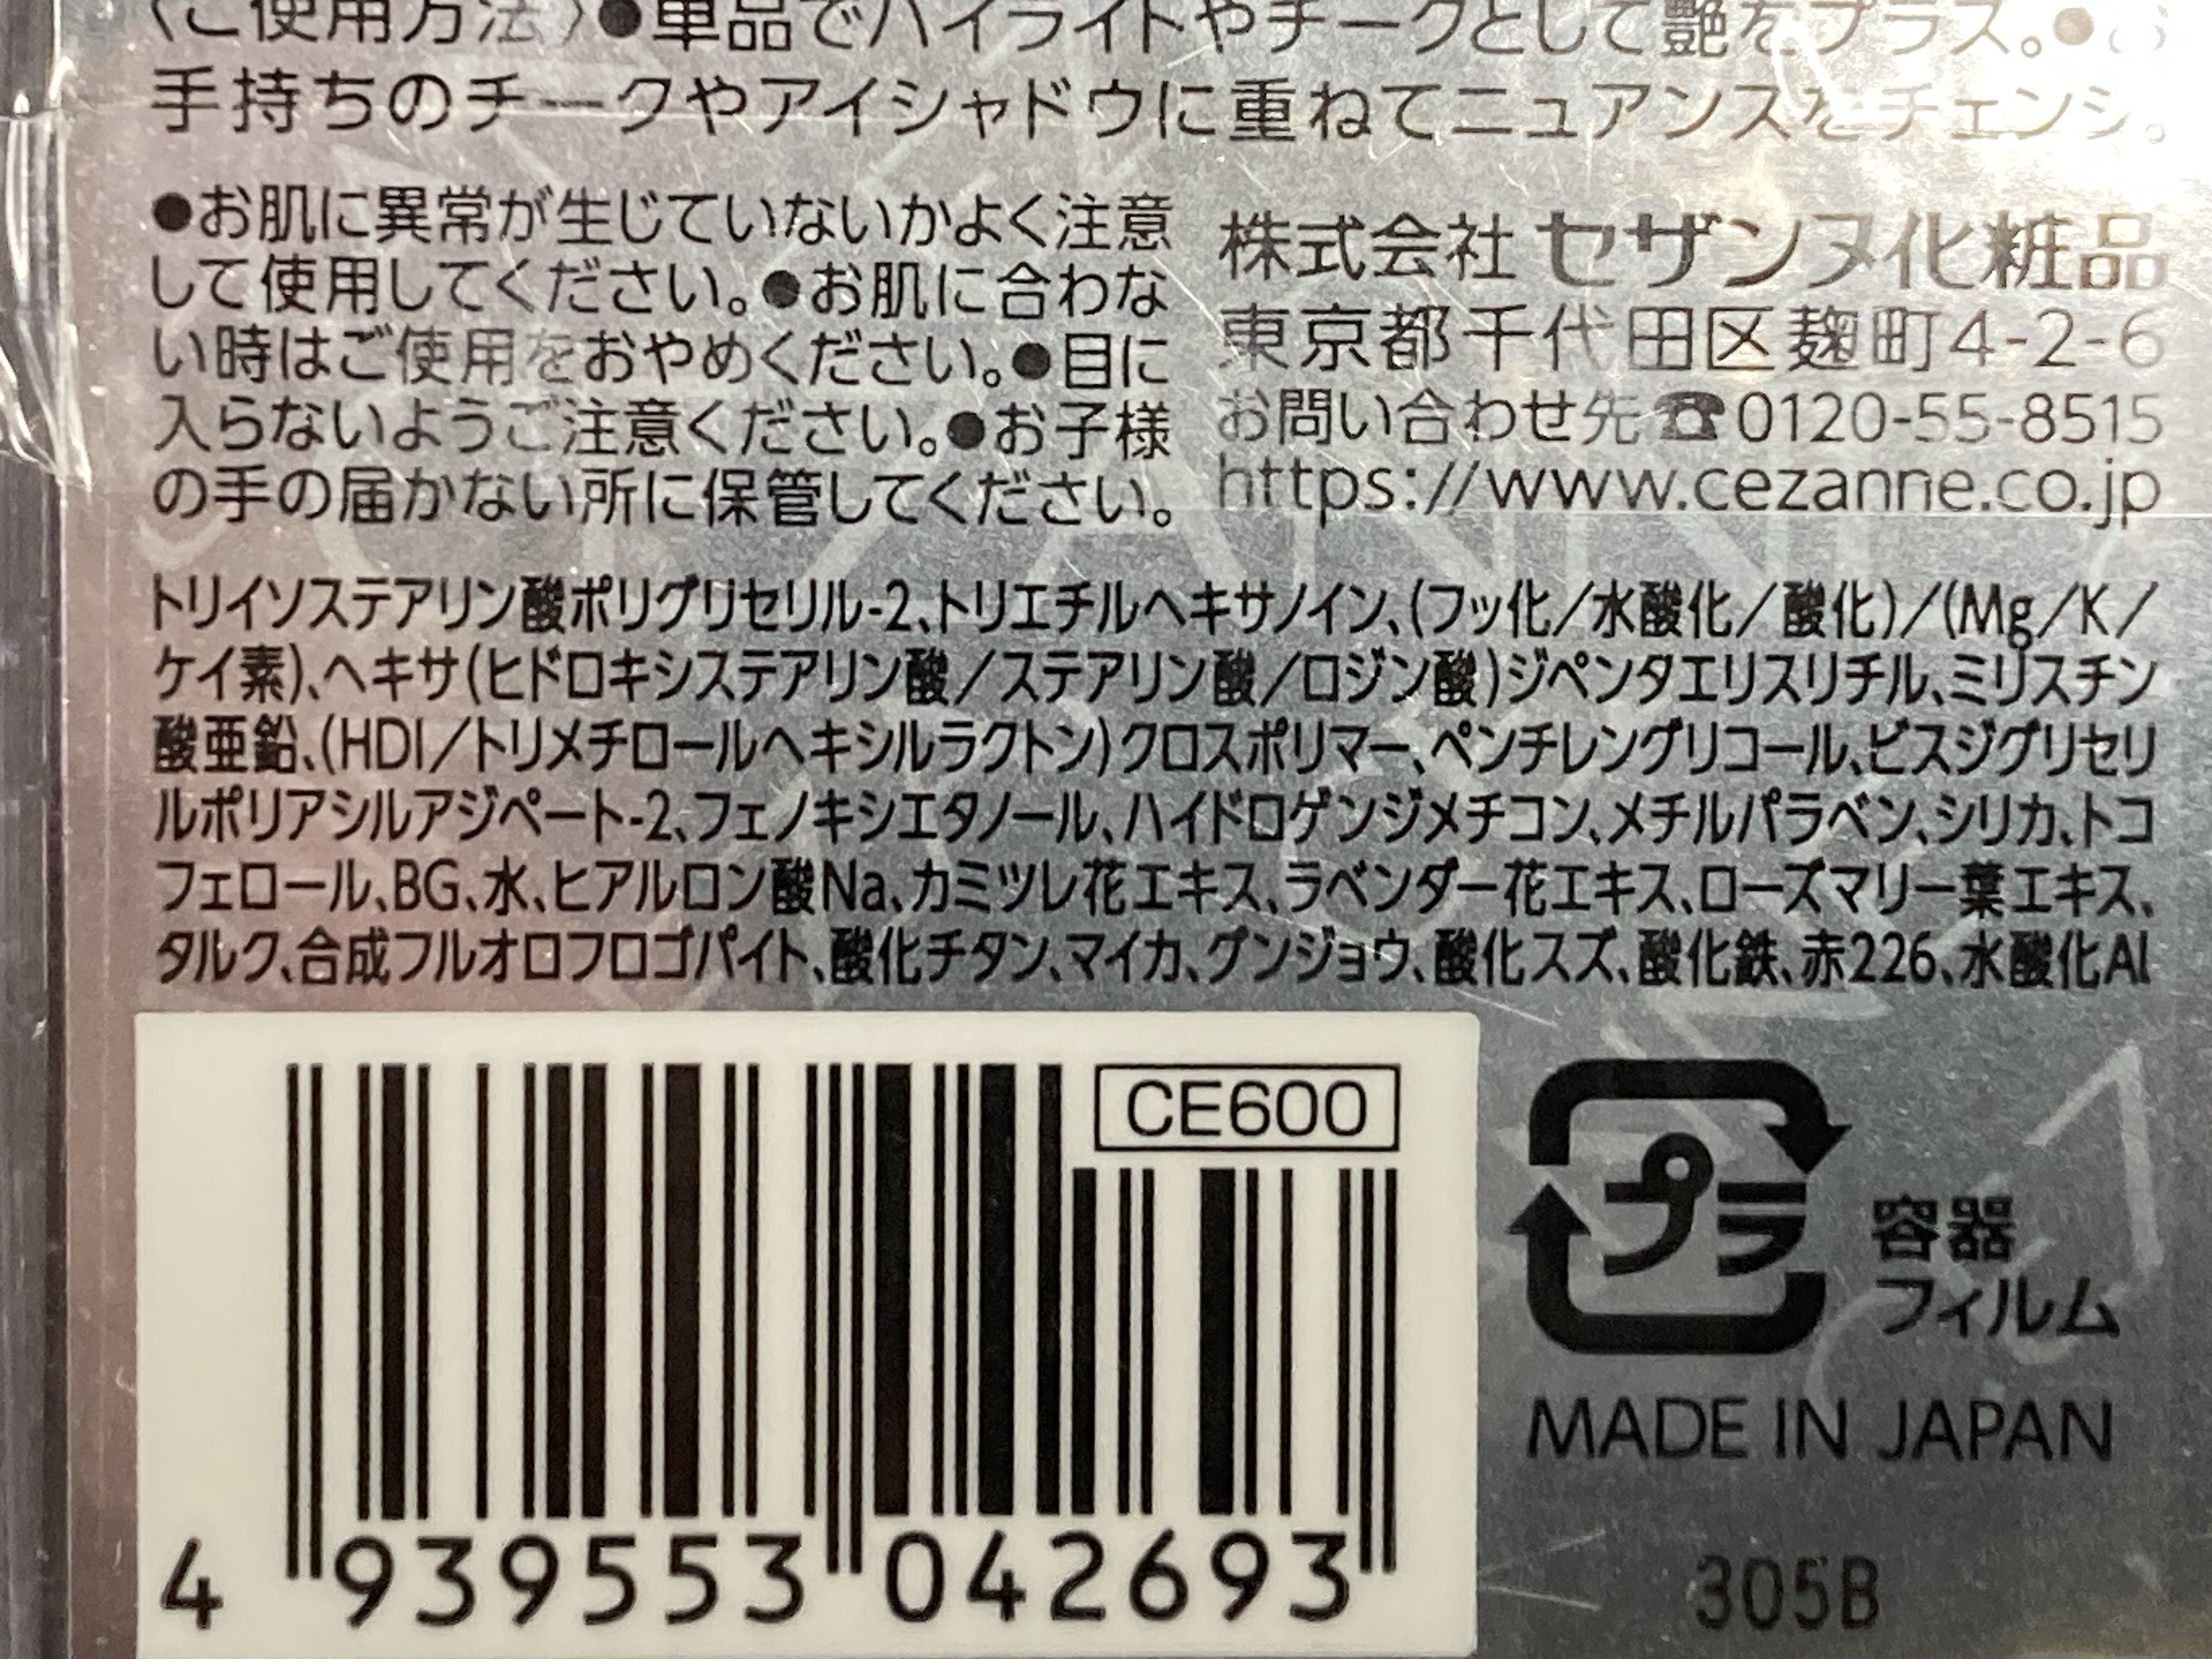 〈ご使用方法〉●単品でハイライトやチークとして艶をプラス。●お
手持ちのチークやアイシャドウに重ねてニュアンスをチェンジ。
●お肌に異常が生じていないかよく注意
して使用してください。●お肌に合わな
い時はご使用をおやめください。●目に
入らないようご注意ください。●お子様
の手の届かない所に保管してください。
株式会社 セザンヌ化粧品
東京都千代田区麹町4-2-6
お問い合わせ先☎0120-55-8515
https://www.cezanne.co.jp
トリイソステアリン酸ポリグリセリル-2、トリエチルヘキサノイン、(フッ化/水酸化/酸化)/(Mg/K/
ケイ素)、ヘキサ(ヒドロキシステアリン酸/ステアリン酸/ロジン酸)ジペンタエリスリチル、ミリスチン
酸亜鉛、(HDI/トリメチロールヘキシルラクトン)クロスポリマー、ペンチレングリコール、ビスジグリセリ
ルポリアシルアジペート-2、フェノキシエタノール、ハイドロゲンジメチコン、メチルパラベン、シリカ、トコ
フェロール、BG、水、ヒアルロン酸Na、カミツレ花エキス、ラベンダー花エキス、ローズマリー葉エキス、
タルク、合成フルオロフロゴパイト、酸化チタン、マイカ、グンジョウ、酸化スズ、酸化鉄、赤226、水酸化Al
CE600
4 939553 042693
プラ
容器
フィルム
MADE IN JAPAN
305B